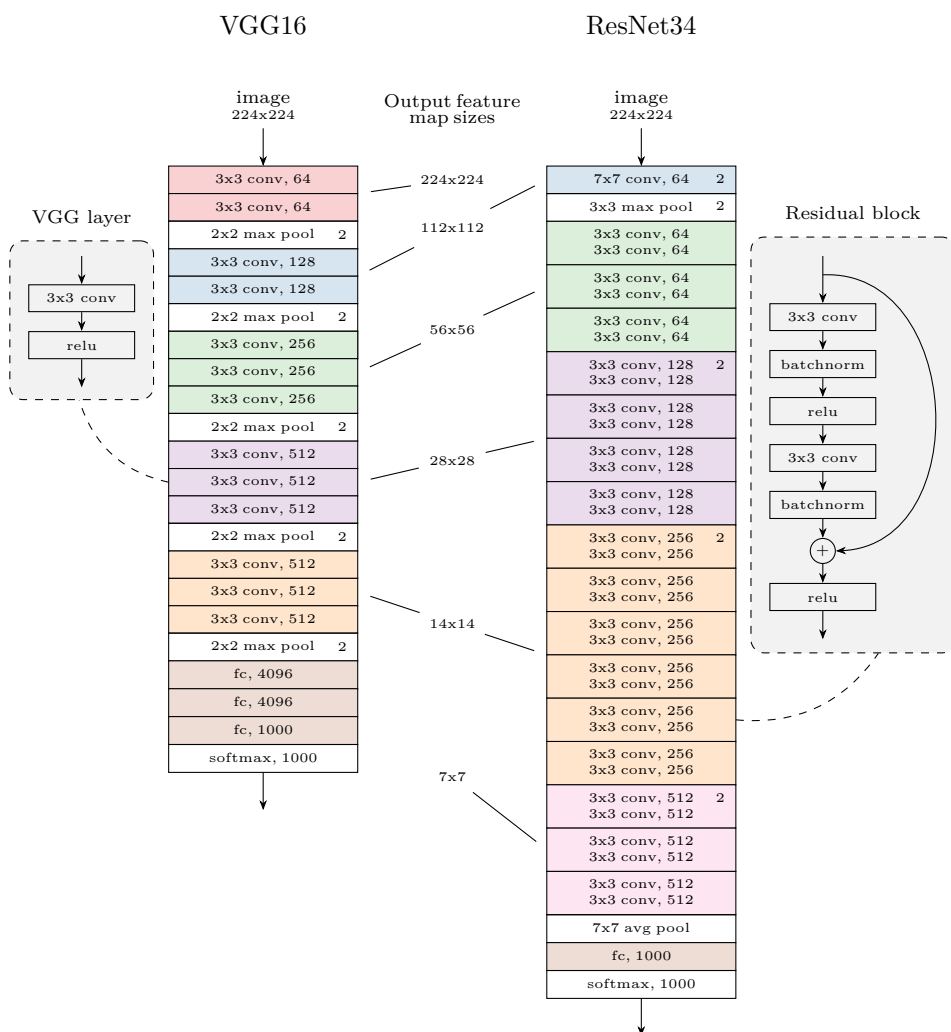 VGG16
ResNet34
image
224x224
Output feature
map sizes
image
224x224
VGG layer
3x3 conv
relu
3x3 conv, 64
3x3 conv, 64
2x2 max pool 2
3x3 conv, 128
3x3 conv, 128
2x2 max pool 2
3x3 conv, 256
3x3 conv, 256
3x3 conv, 256
2x2 max pool 2
3x3 conv, 512
3x3 conv, 512
3x3 conv, 512
2x2 max pool 2
3x3 conv, 512
3x3 conv, 512
3x3 conv, 512
2x2 max pool 2
fc, 4096
fc, 4096
fc, 1000
softmax, 1000
224x224
112x112
56x56
28x28
14x14
7x7
7x7 conv, 64 2
3x3 max pool 2
3x3 conv, 64
3x3 conv, 64
3x3 conv, 64
3x3 conv, 64
3x3 conv, 64
3x3 conv, 64
3x3 conv, 128 2
3x3 conv, 128
3x3 conv, 128
3x3 conv, 128
3x3 conv, 128
3x3 conv, 128
3x3 conv, 128
3x3 conv, 128
3x3 conv, 256 2
3x3 conv, 256
3x3 conv, 256
3x3 conv, 256
3x3 conv, 256
3x3 conv, 256
3x3 conv, 256
3x3 conv, 256
3x3 conv, 256
3x3 conv, 256
3x3 conv, 256
3x3 conv, 256
3x3 conv, 512 2
3x3 conv, 512
3x3 conv, 512
3x3 conv, 512
3x3 conv, 512
3x3 conv, 512
7x7 avg pool
fc, 1000
softmax, 1000
Residual block
3x3 conv
batchnorm
relu
3x3 conv
batchnorm
+
relu